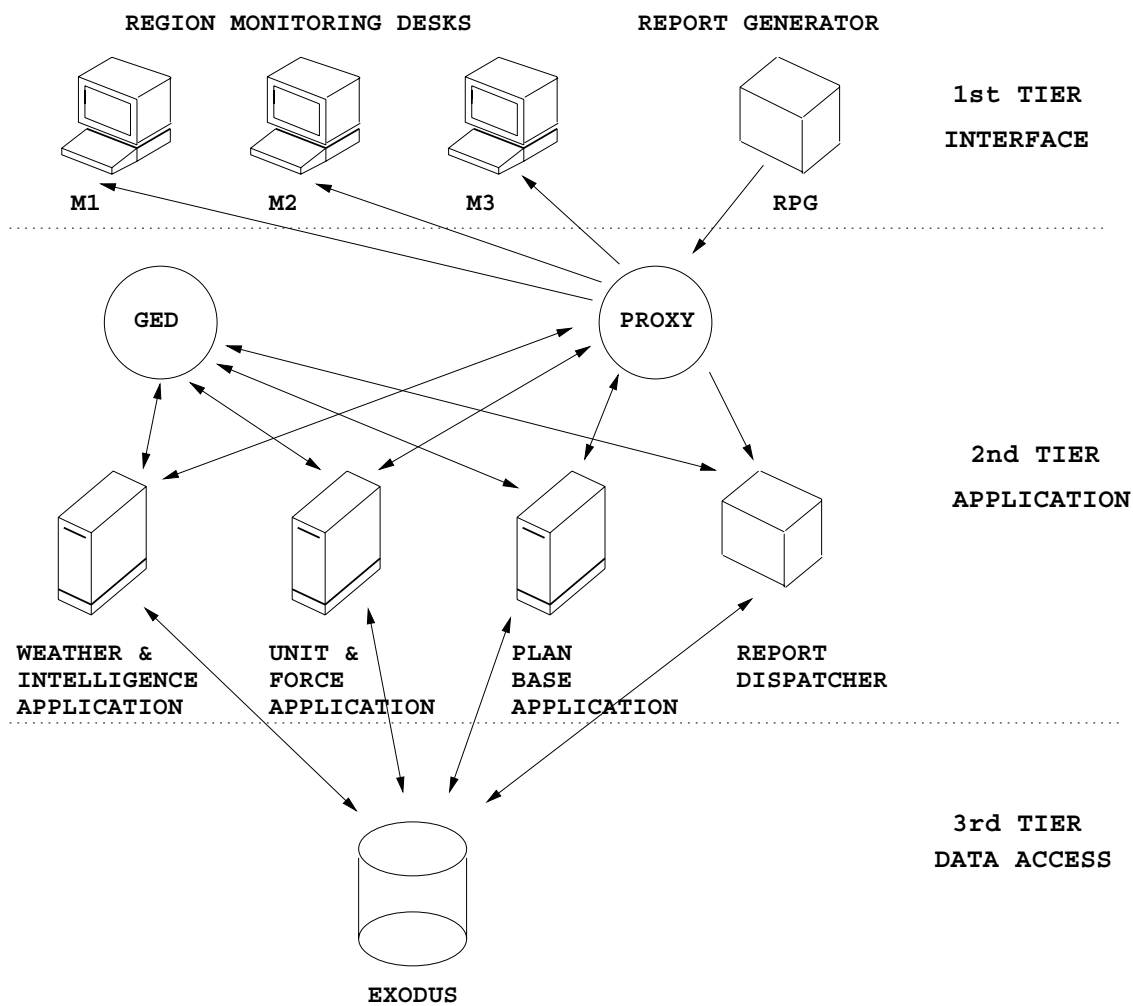 REGION MONITORING DESKS
REPORT GENERATOR
1st TIER
INTERFACE
M1
M2
M3
RPG
GED
PROXY
2nd TIER
APPLICATION
WEATHER &
INTELLIGENCE
APPLICATION
UNIT &
FORCE
APPLICATION
PLAN
BASE
APPLICATION
REPORT
DISPATCHER
3rd TIER
DATA ACCESS
EXODUS